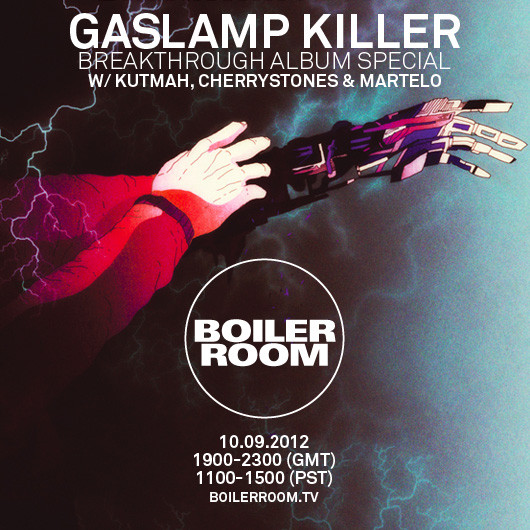 GASLAMP KILLER
BREAKTHROUGH ALBUM SPECIAL
W/ KUTMAH, CHERRYSTONES & MARTELO
BOILER
ROOM
10.09.2012
1900-2300 (GMT)
1100-1500 (PST)
BOILERROOM.TV